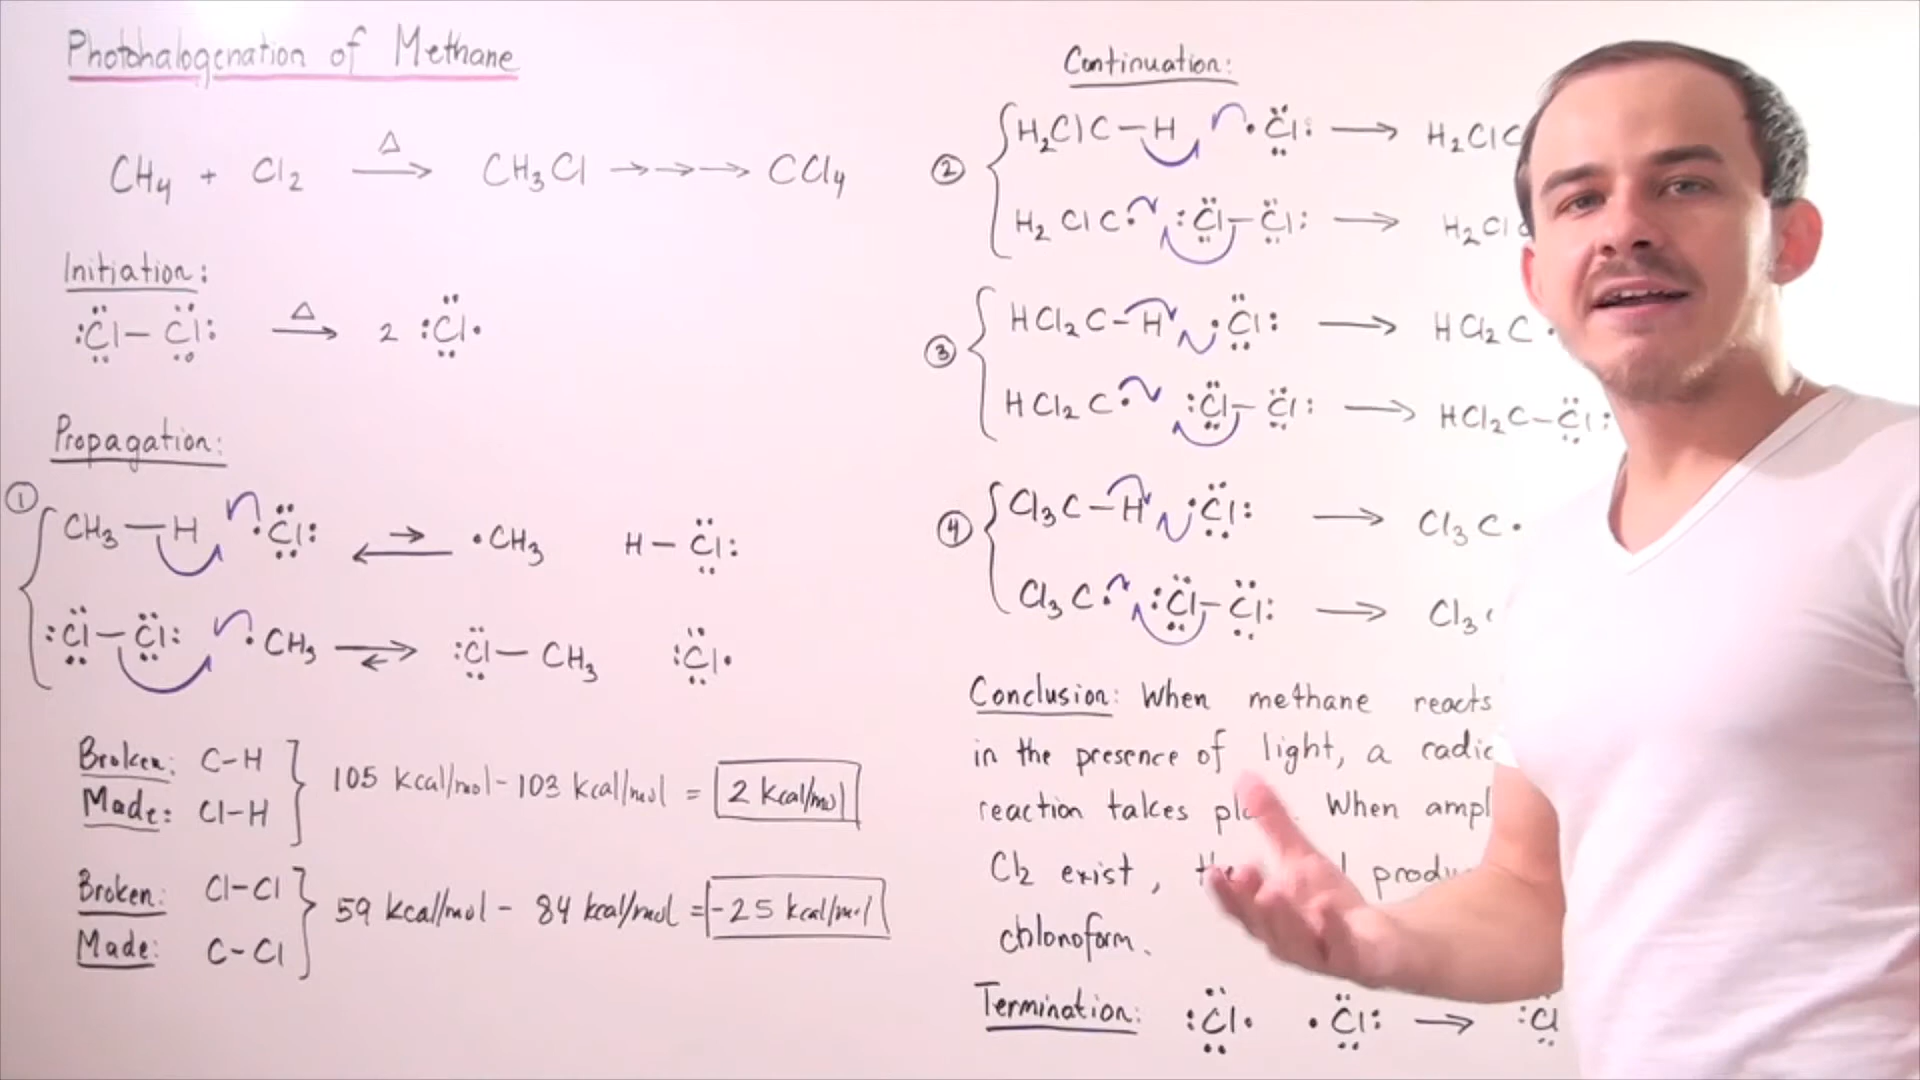 Photohalogenation of Methane
CH4 + Cl2 Δ→ CH3Cl →→→ CCl4
Initiation:
:Cl—Cl: Δ→ 2 :Cl·
Propagation:
① CH3—H ·Cl: ⇌ ·CH3 H—Cl:
:Cl—Cl: ·CH3 ⇌ :Cl—CH3 :Cl·
Broken: C-H
Made: Cl-H
105 kcal/mol - 103 kcal/mol = 2 kcal/mol
Broken: Cl-Cl
Made: C-Cl
59 kcal/mol - 84 kcal/mol = -25 kcal/mol
Continuation:
② H2ClC—H ·Cl: → H2ClC
H2ClC· :Cl—Cl: → H2Cl
③ HCl2C—H ·Cl: → HCl2C·
HCl2C· :Cl—Cl: → HCl2C—Cl:
④ Cl3C—H ·Cl: → Cl3C·
Cl3C· :Cl—Cl: → Cl3
Conclusion: When methane reacts
in the presence of light, a
reaction takes When
Cl2 exist,
chlonoform.
Termination: :Cl· ·Cl: → :Cl